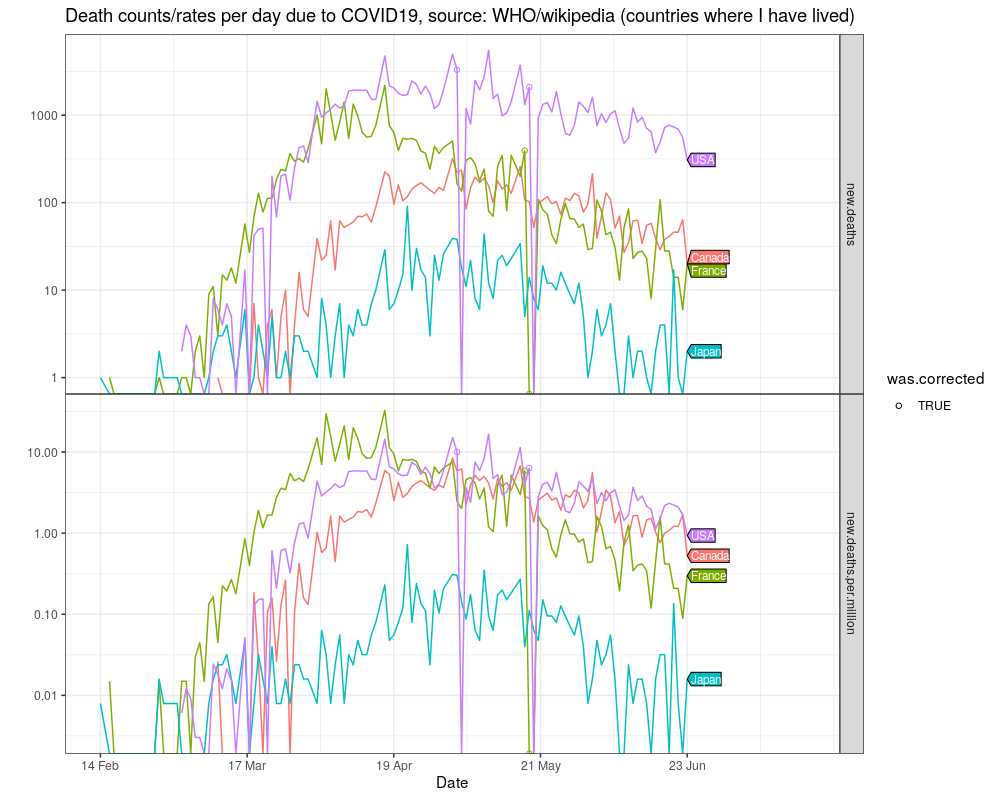 Death counts/rates per day due to COVID19, source: WHO/wikipedia (countries where I have lived)
1000
100
10
1
USA
Canada
France
Japan
new.deaths
was.corrected
TRUE
10.00
1.00
0.10
0.01
USA
Canada
France
Japan
new.deaths.per.million
14 Feb
17 Mar
19 Apr
21 May
23 Jun
Date